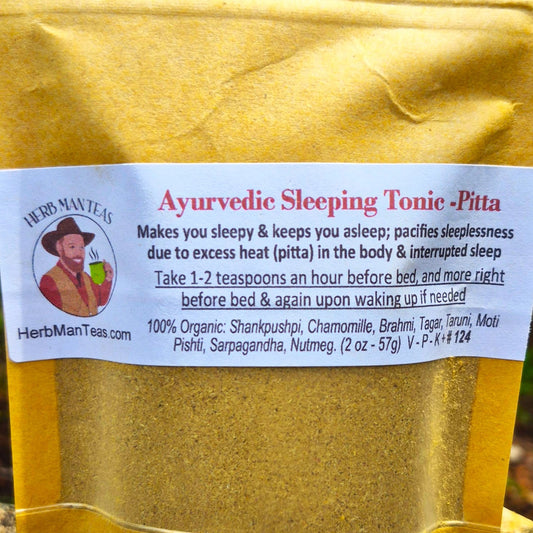 HERB MAN TEAS
HerbManTeas.com
Ayurvedic Sleeping Tonic -Pitta
Makes you sleepy & keeps you asleep; pacifies sleeplessness
due to excess heat (pitta) in the body & interrupted sleep
Take 1-2 teaspoons an hour before bed, and more right
before bed & again upon waking up if needed
100% Organic: Shankpushpi, Chamomille, Brahmi, Tagar, Taruni, Moti
Pishti, Sarpagandha, Nutmeg. (2 oz - 57g) V - P - K + # 124